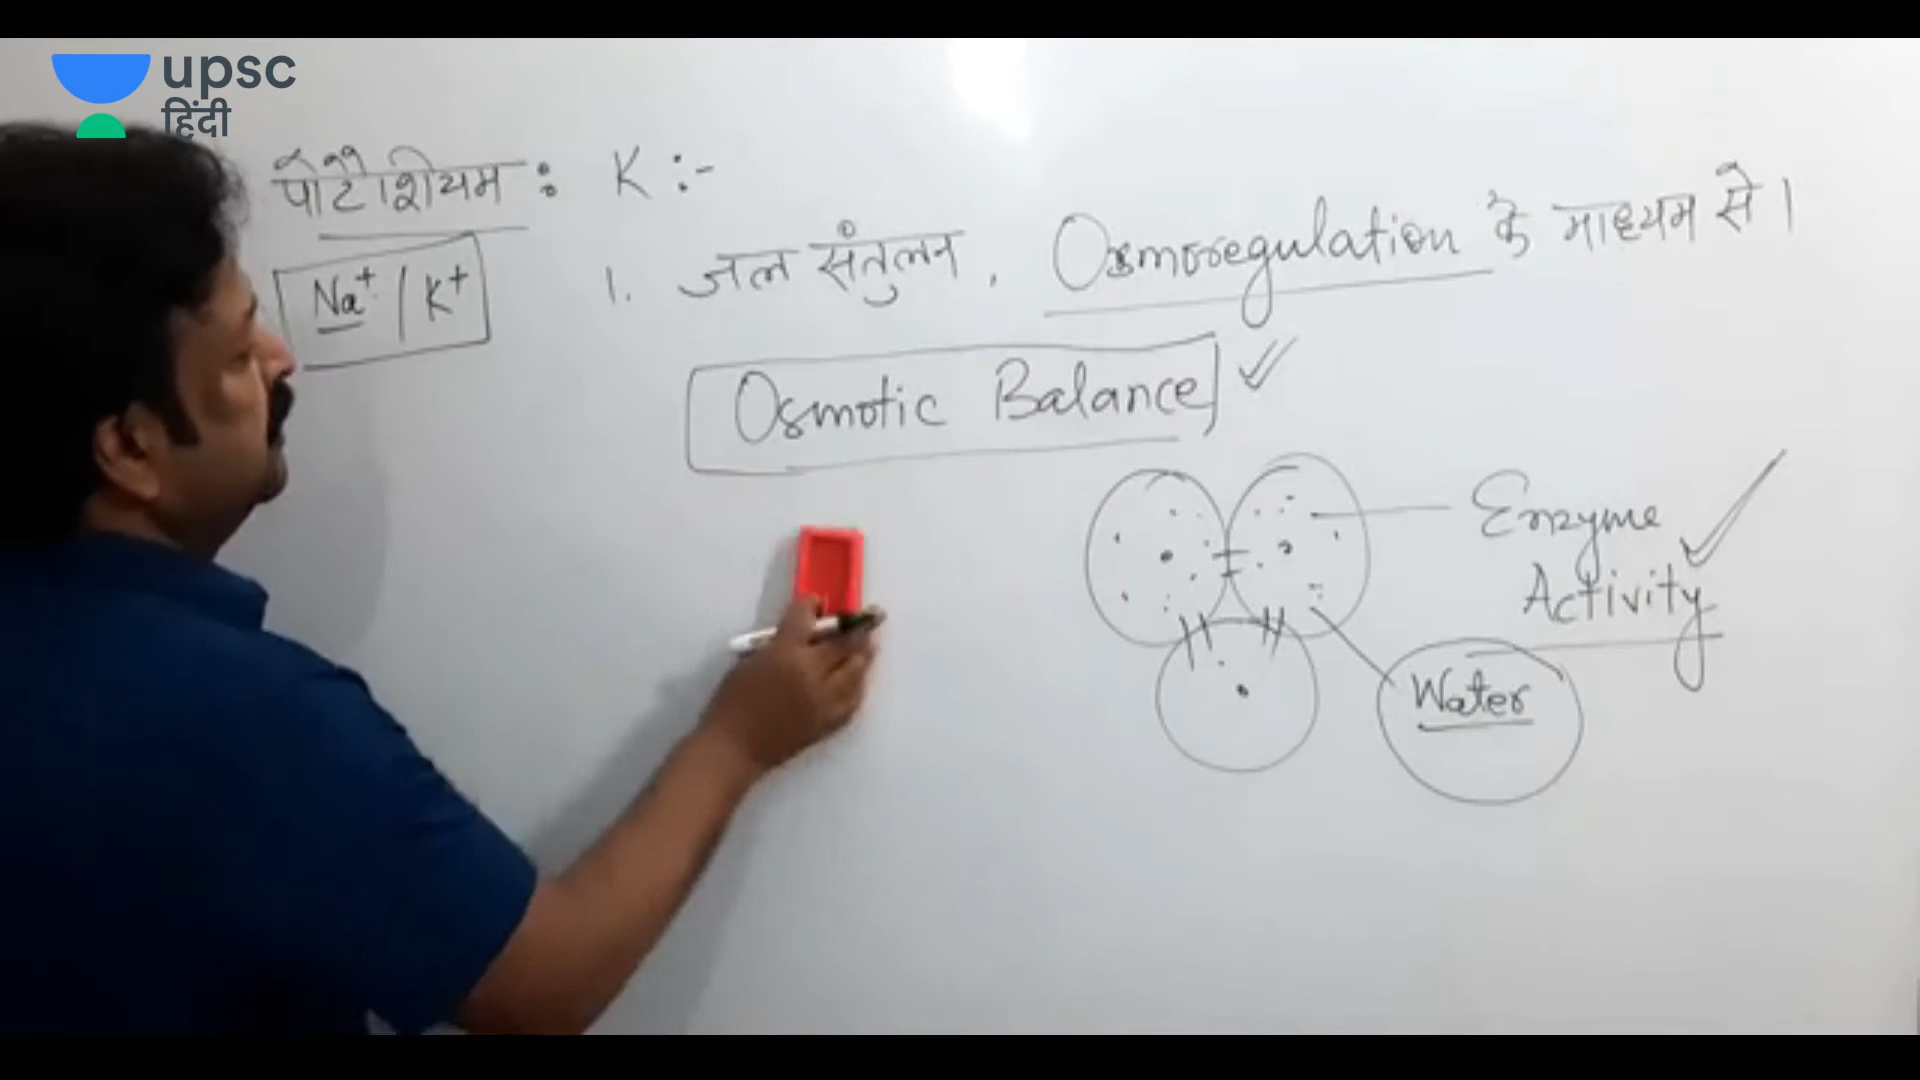 upsc
हिंदी
पोटैशियम : K :-
Na+ / K+
1. जल संतुलन, Osmoregulation के माध्यम से।
Osmotic Balance
Enzyme
Activity
Water